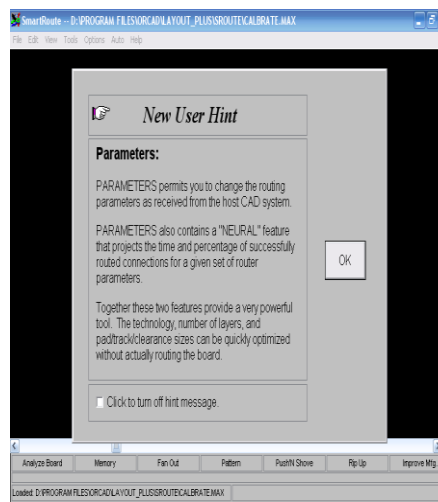 SmartRoute -- D:\PROGRAM FILES\ORCAD\LAYOUT_PLUS\SROUTE\CALBRATE.MAX
File Edit View Tools Options Auto Help
New User Hint
Parameters:
PARAMETERS permits you to change the routing
parameters as received from the host CAD
system.
PARAMETERS also contains a "NEURAL" feature
that projects the time and percentage of successfully
routed connections for a given set of router
parameters.
OK
Together these two features provide a very powerful
tool. The technology, number of layers, and
pad/track/clearance sizes can be quickly optimized
without actually routing the board.
Click to turn off hint message.
Analyze Board Memory Fan Out Pattern Push'N Shove Rip Up Improve Mfg.
Loaded: D:\PROGRAM FILES\ORCAD\LAYOUT_PLUS\SROUTE\CALBRATE.MAX